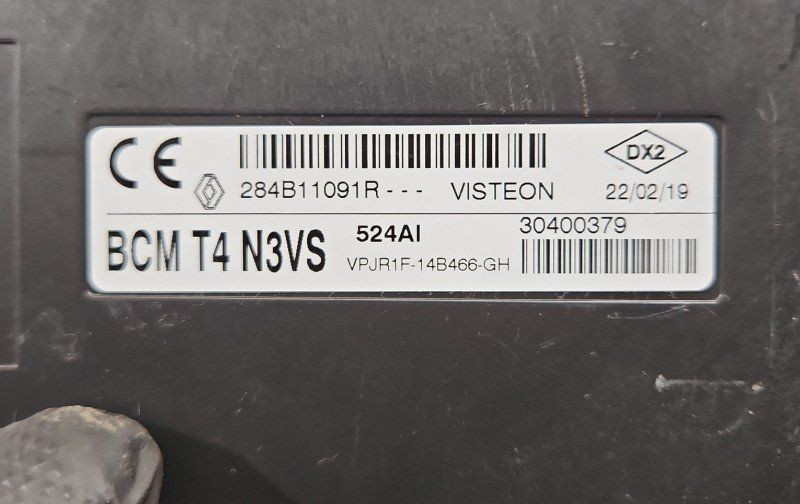 CE DX2
284B11091R--- VISTEON 22/02/19
BCM T4 N3VS 524AI 30400379
VPJR1F-14B466-GH